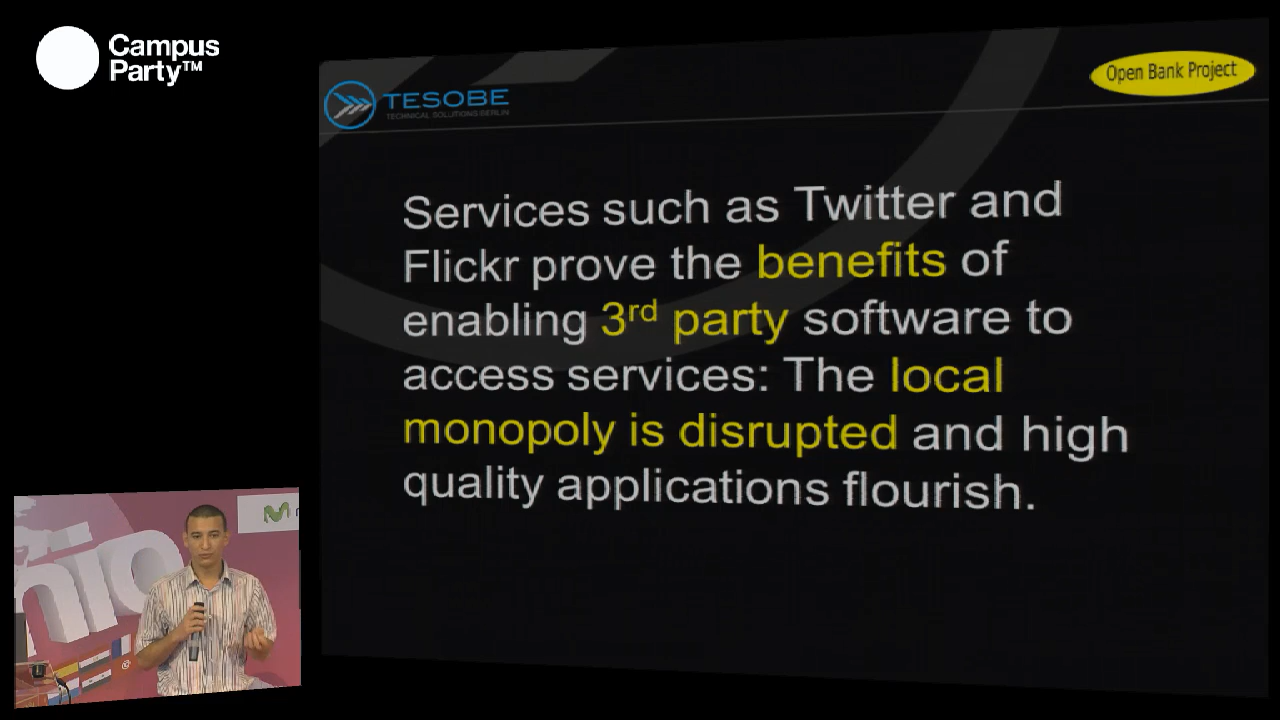 Campus
Party™
TESOBE
TECHNICAL SOLUTIONS BERLIN
Open Bank Project
Services such as Twitter and
Flickr prove the benefits of
enabling 3rd party software to
access services: The local
monopoly is disrupted and high
quality applications flourish.
nio